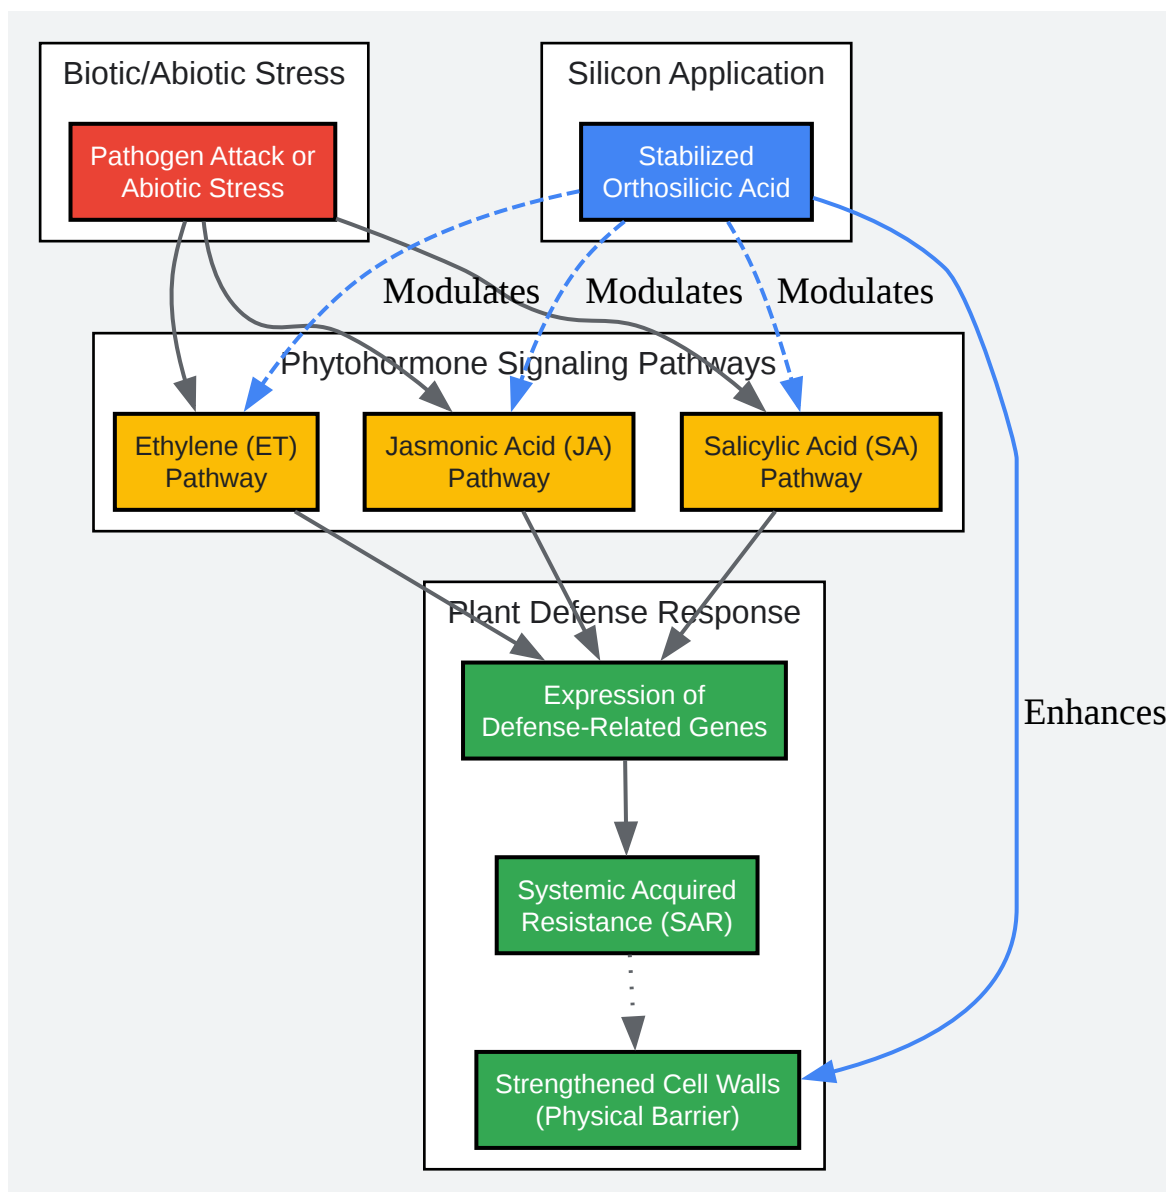 Biotic/Abiotic Stress
Silicon Application
Pathogen Attack or
Abiotic Stress
Stabilized
Orthosilicic Acid
Modulates
Modulates
Modulates
Phytohormone Signaling Pathways
Ethylene (ET)
Pathway
Jasmonic Acid (JA)
Pathway
Salicylic Acid (SA)
Pathway
Plant Defense Response
Expression of
Defense-Related Genes
Enhances
Systemic Acquired
Resistance (SAR)
Strengthened Cell Walls
(Physical Barrier)